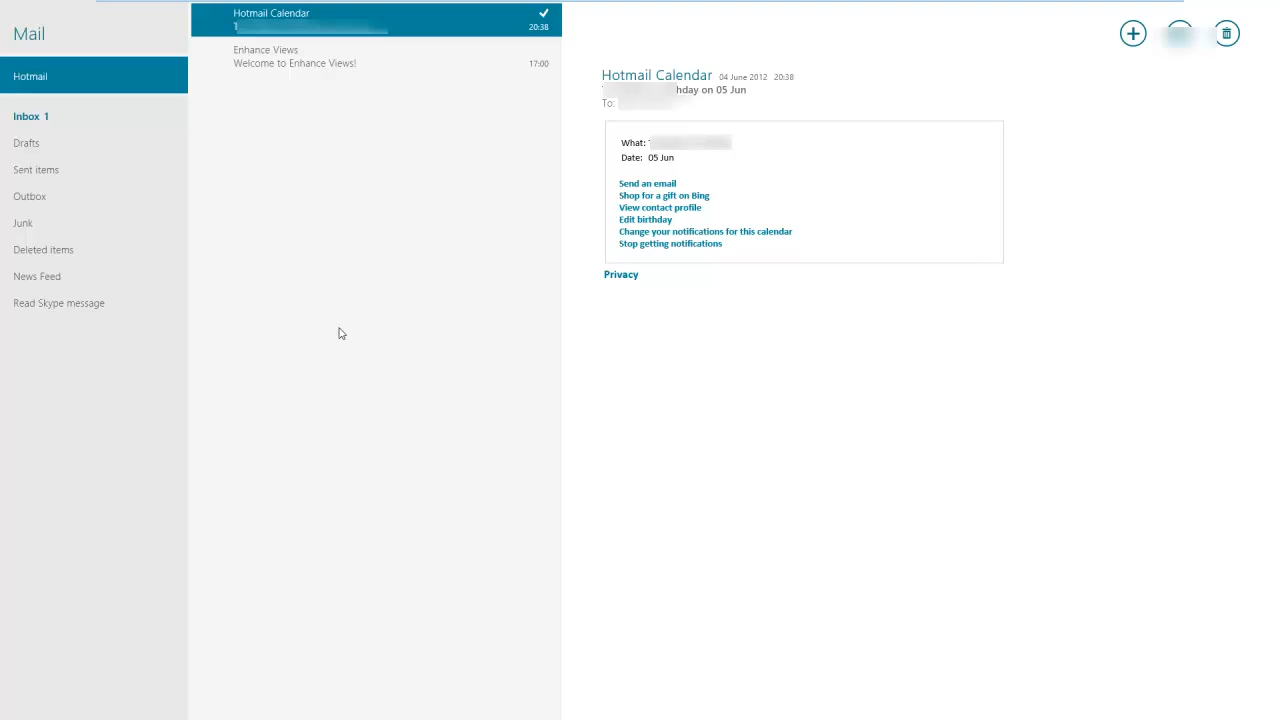 Mail
Hotmail
Inbox 1
Drafts
Sent items
Outbox
Junk
Deleted items
News Feed
Read Skype message
Hotmail Calendar
20:38
Enhance Views
Welcome to Enhance Views!
17:00
Hotmail Calendar 04 June 2012 20:38
hday on 05 Jun
To:
What:
Date: 05 Jun
Send an email
Shop for a gift on Bing
View contact profile
Edit birthday
Change your notifications for this calendar
Stop getting notifications
Privacy